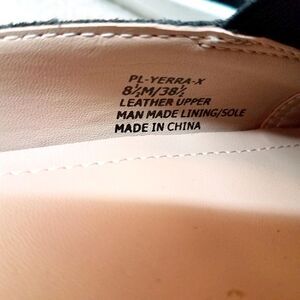 PL-YERRA-X
8½M/38½
LEATHER UPPER
MAN MADE LINING/SOLE
MADE IN CHINA